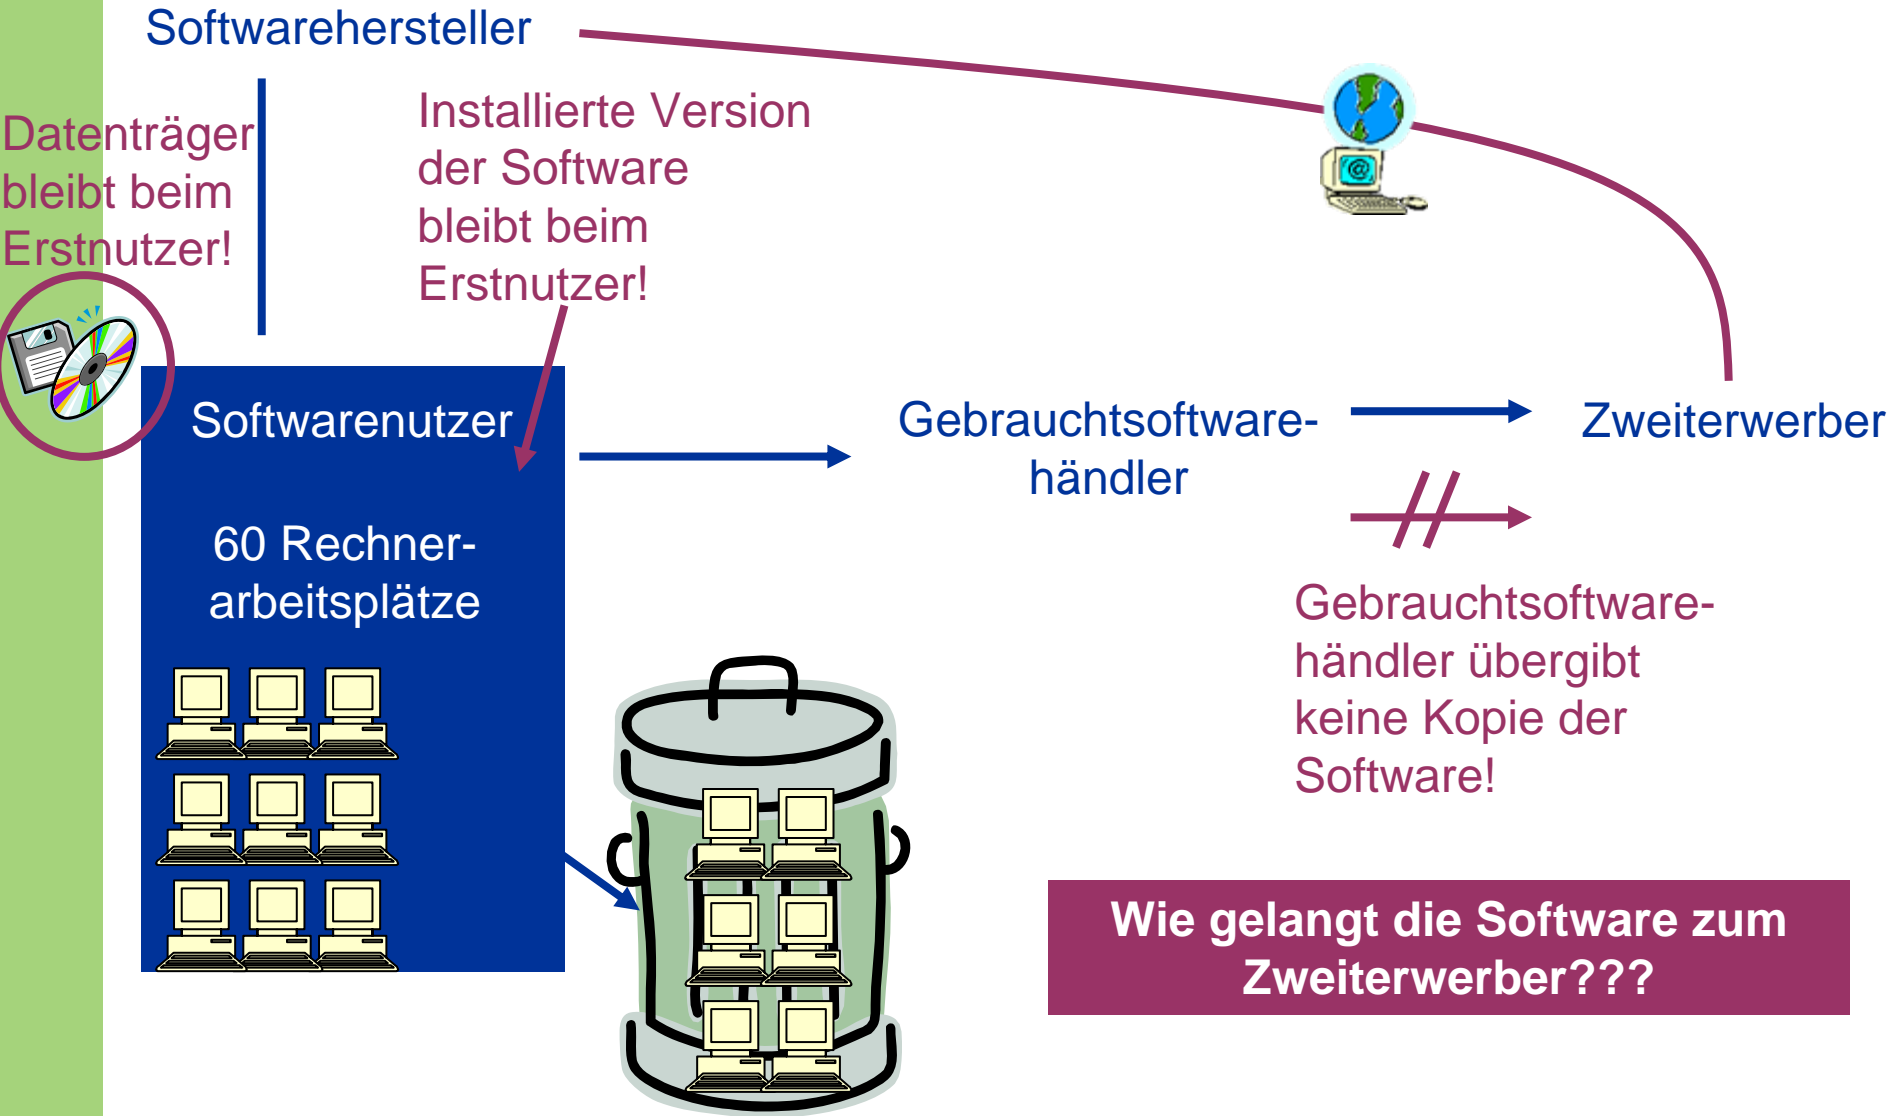 Softwarehersteller
Datenträger
bleibt beim
Erstnutzer!
Installierte Version
der Software
bleibt beim
Erstnutzer!
@
Softwarenutzer
60 Rechner-
arbeitsplätze
Gebrauchtsoftware-
händler
Zweiterwerber
Gebrauchtsoftware-
händler übergibt
keine Kopie der
Software!
Wie gelangt die Software zum
Zweiterwerber???